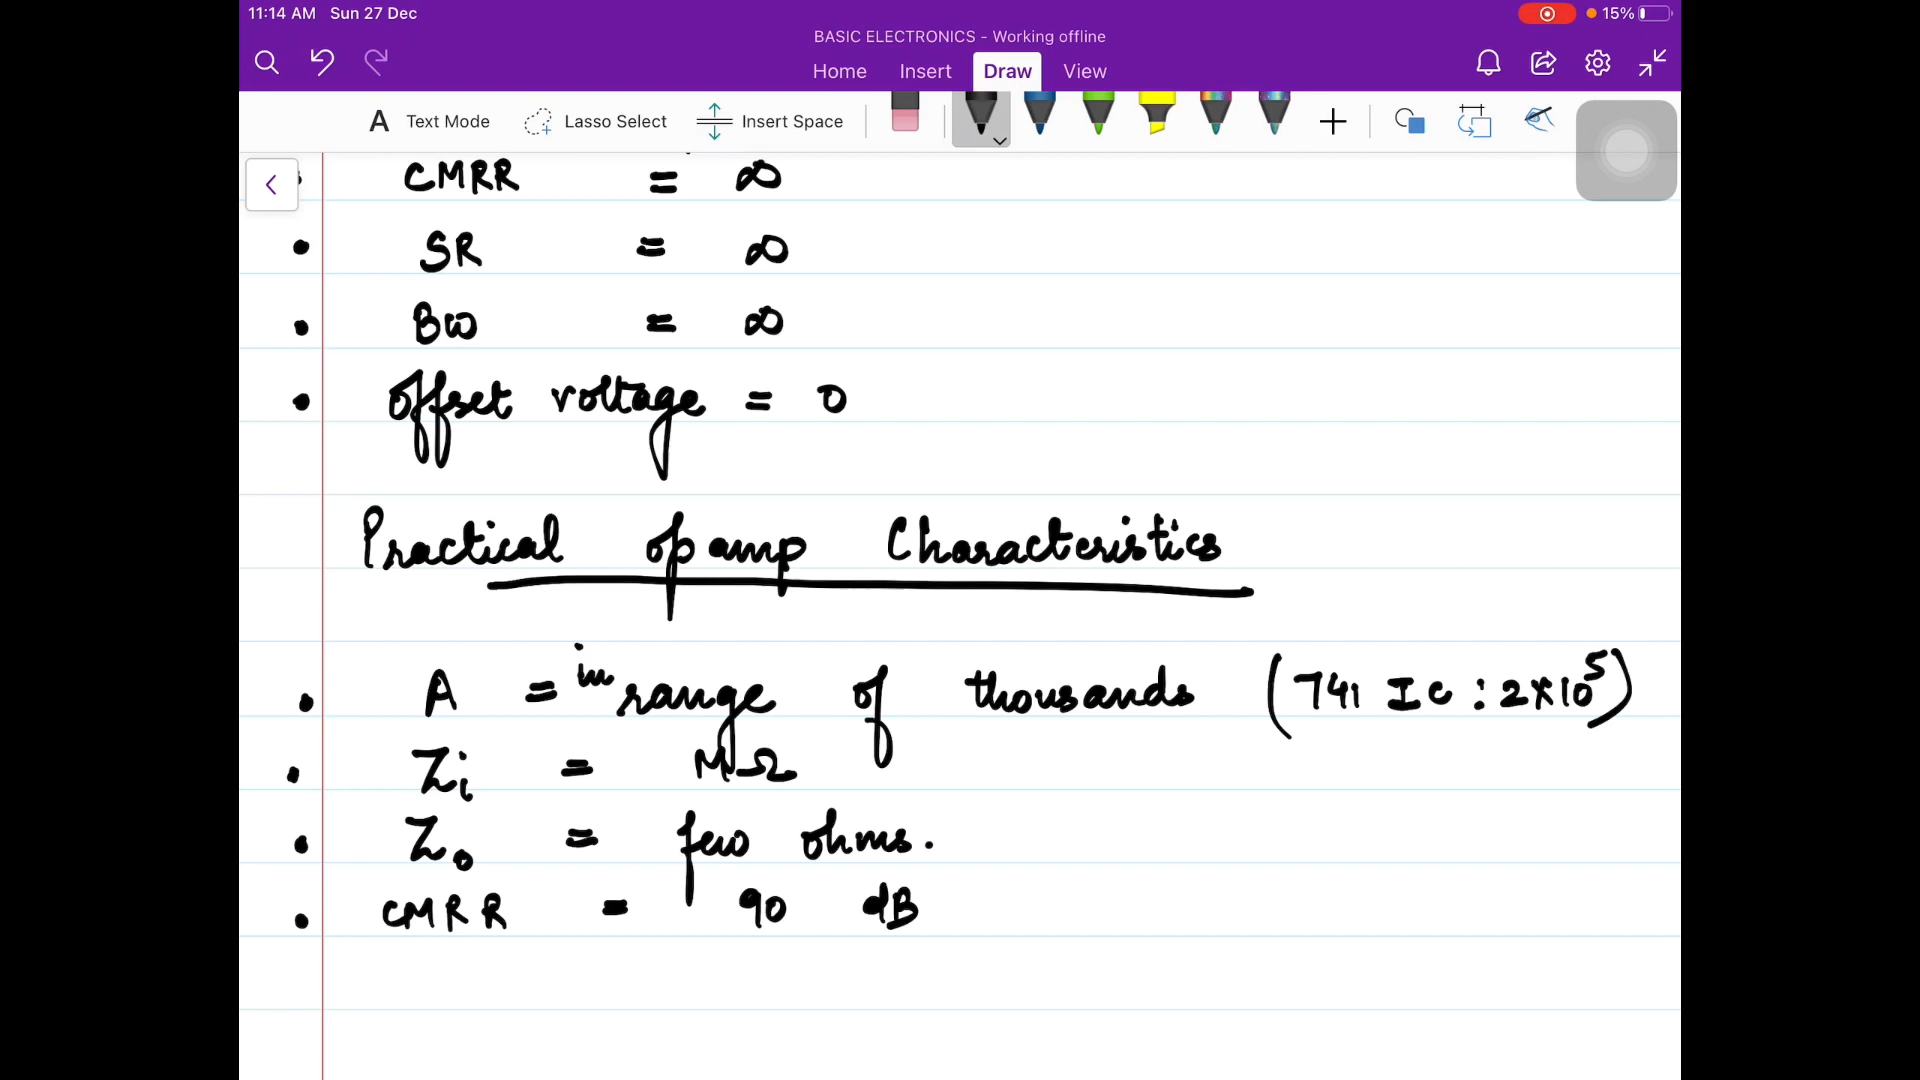 11:14 AM Sun 27 Dec
15%
BASIC ELECTRONICS - Working offline
Home Insert Draw View
A Text Mode Lasso Select Insert Space
CMRR = ∞
• SR = ∞
• BW = ∞
• Offset voltage = 0
Practical op amp Characteristics
• A = in range of thousands (741 IC : 2×10⁵)
• Zi = MΩ
• Zo = few ohms.
• CMRR = 90 dB